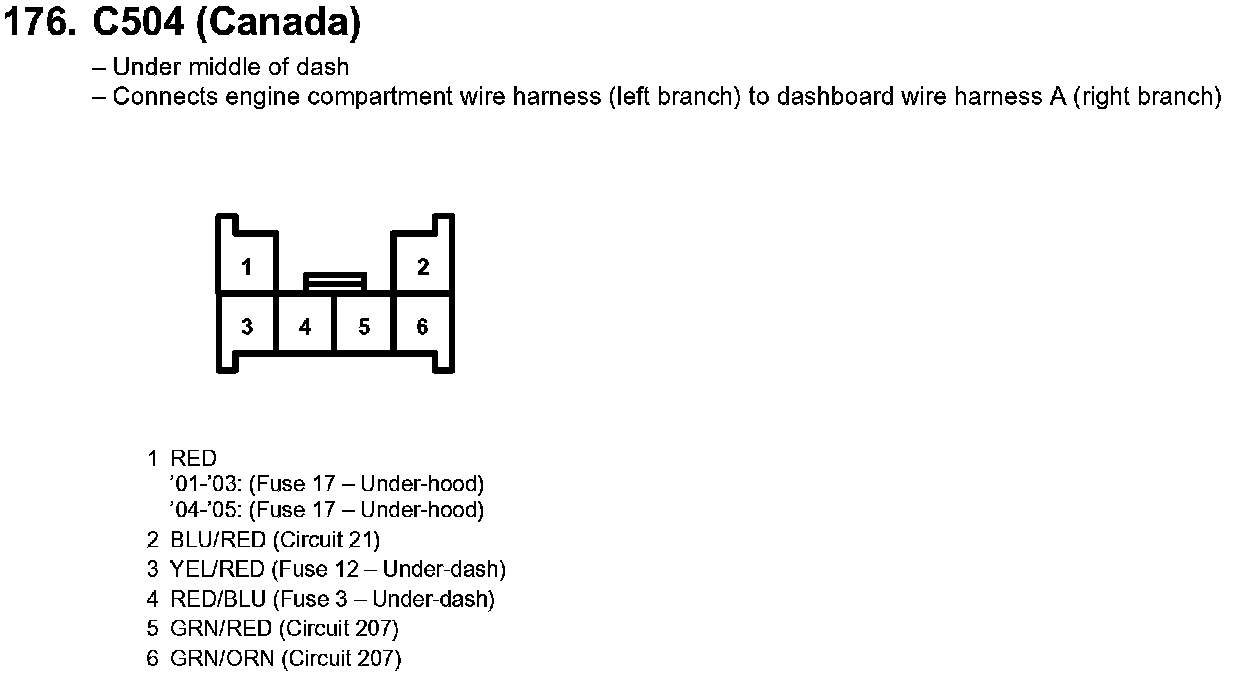 176. C504 (Canada)
– Under middle of dash
– Connects engine compartment wire harness (left branch) to dashboard wire harness A (right branch)
1 2
3 4 5 6
1 RED
’01-’03: (Fuse 17 – Under-hood)
’04-’05: (Fuse 17 – Under-hood)
2 BLU/RED (Circuit 21)
3 YEL/RED (Fuse 12 – Under-dash)
4 RED/BLU (Fuse 3 – Under-dash)
5 GRN/RED (Circuit 207)
6 GRN/ORN (Circuit 207)